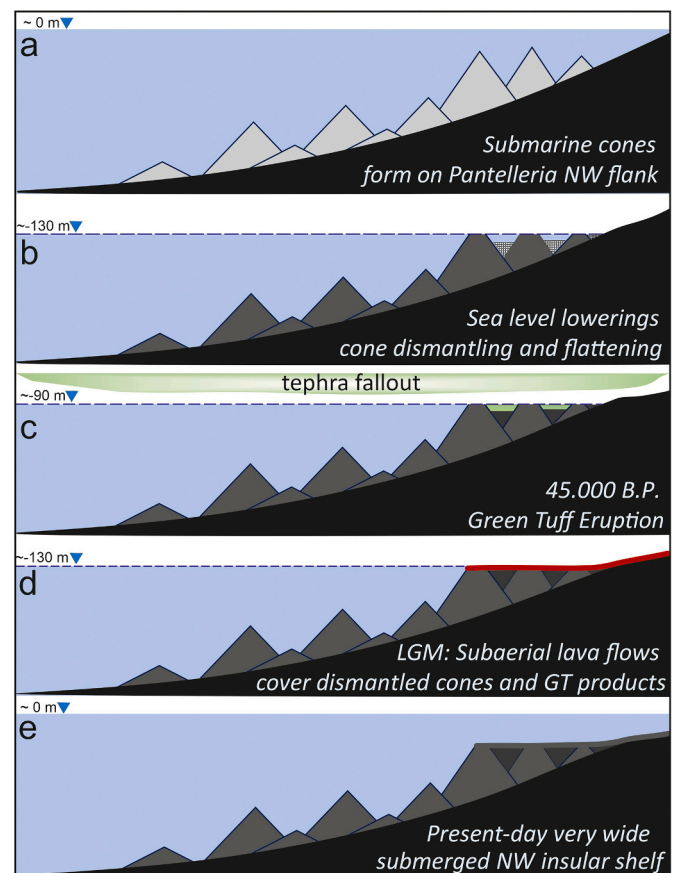 ~ 0 m
a
Submarine cones
form on Pantelleria NW flank
~-130 m
b
Sea level lowerings
cone dismantling and flattening
tephra fallout
~-90 m
c
45.000 B.P.
Green Tuff Eruption
~-130 m
d
LGM: Subaerial lava flows
cover dismantled cones and GT products
~ 0 m
e
Present-day very wide
submerged NW insular shelf